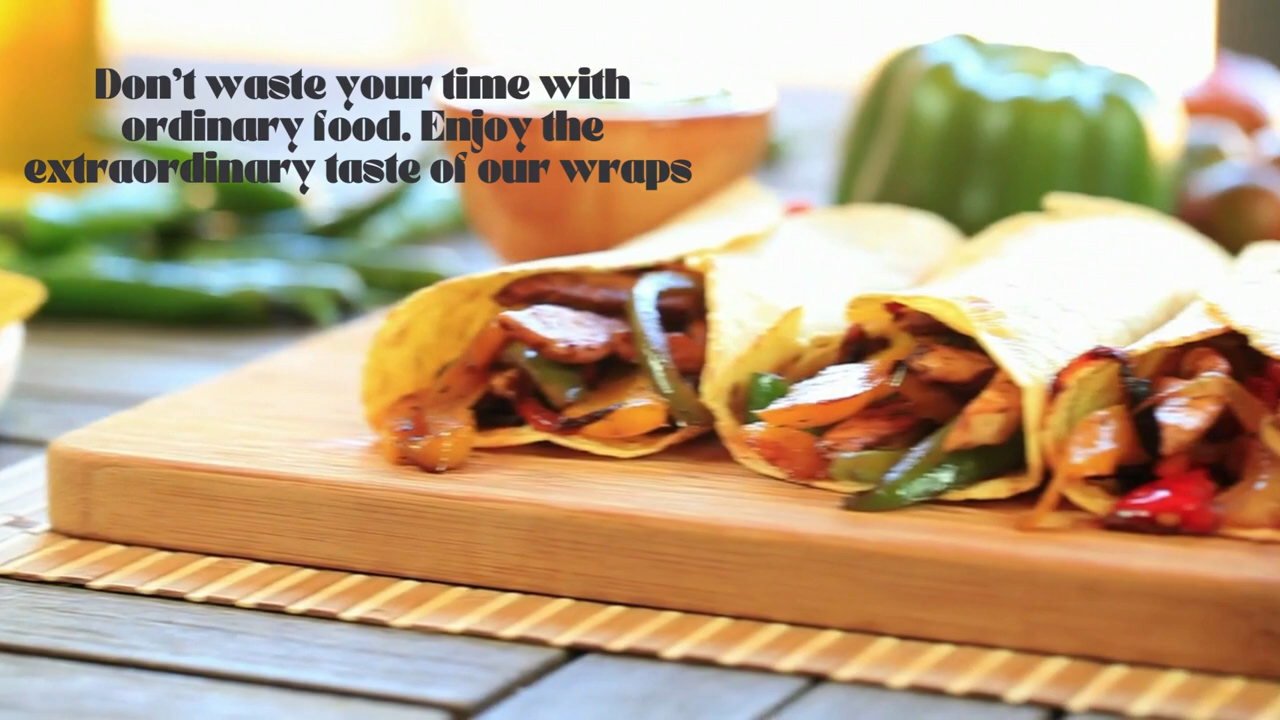 Don't waste your time with
ordinary food. Enjoy the
extraordinary taste of our wraps